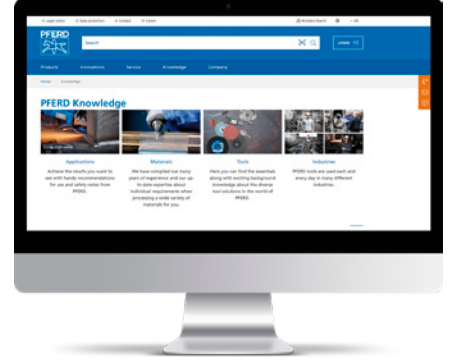 Legal notice Data protection Contact Career Retailers Search EN
PFERD
Search
LOGIN
Products Innovations Service Knowledge Company
Home Knowledge
PFERD Knowledge
Applications
Achieve the results you want to
see with handy recommendations
for use and safety notes from
PFERD.
Materials
We have compiled our many
years of experience and our up-
to-date expertise about
individual requirements when
processing a wide variety of
materials for you.
Tools
Here you can find the essentials
along with exciting background
knowledge about the diverse
tool solutions in the world of
PFERD.
Industries
PFERD tools are used each and
every day in many different
industries.